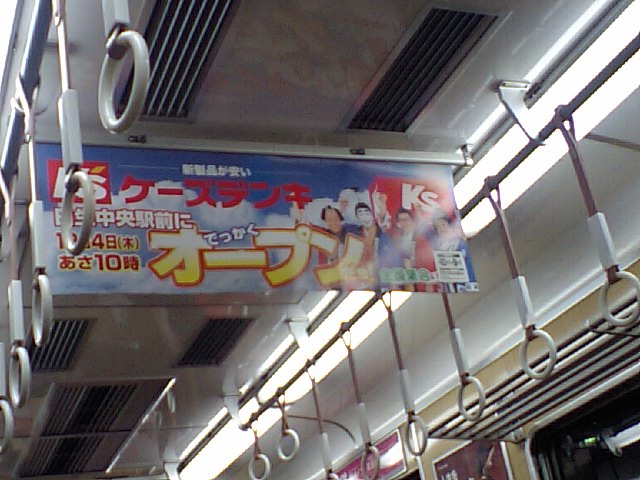 新製品が安い
K's ケーズデンキ
中央駅前に
4日(木)
でっかく
あさ10時 オープン
K's